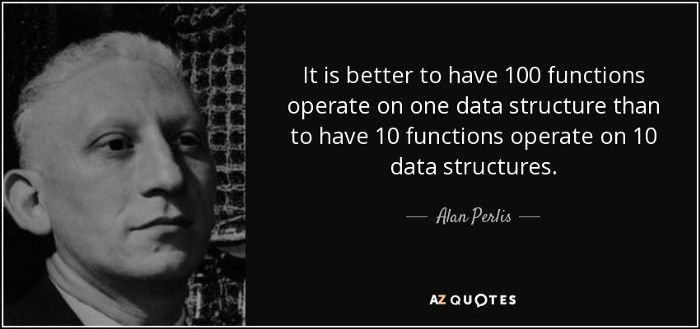 It is better to have 100 functions
operate on one data structure than
to have 10 functions operate on 10
data structures.
Alan Perlis
AZ QUOTES